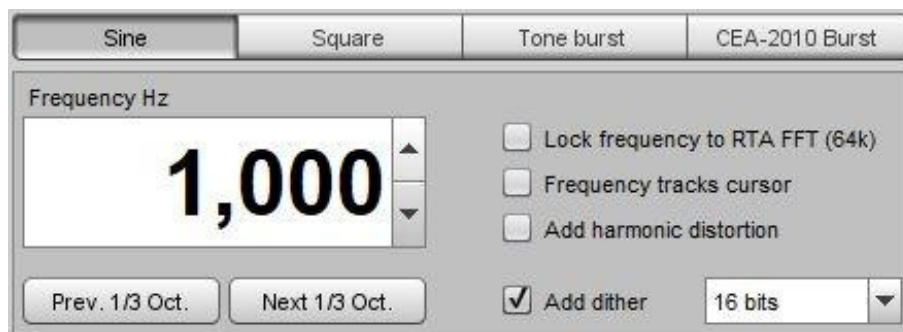 Sine Square Tone burst CEA-2010 Burst
Frequency Hz
1,000
Lock frequency to RTA FFT (64k)
Frequency tracks cursor
Add harmonic distortion
Prev. 1/3 Oct. Next 1/3 Oct. Add dither 16 bits